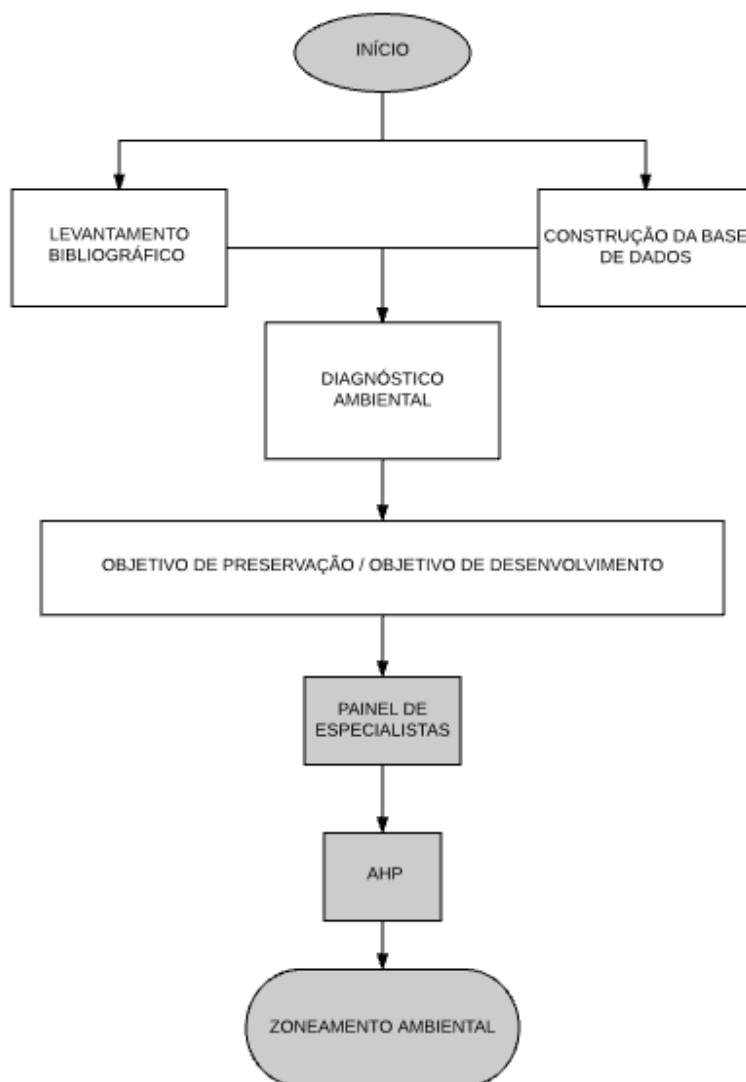 INÍCIO
LEVANTAMENTO
BIBLIOGRÁFICO
CONSTRUÇÃO DA BASE
DE DADOS
DIAGNÓSTICO
AMBIENTAL
OBJETIVO DE PRESERVAÇÃO / OBJETIVO DE DESENVOLVIMENTO
PAINEL DE
ESPECIALISTAS
AHP
ZONEAMENTO AMBIENTAL